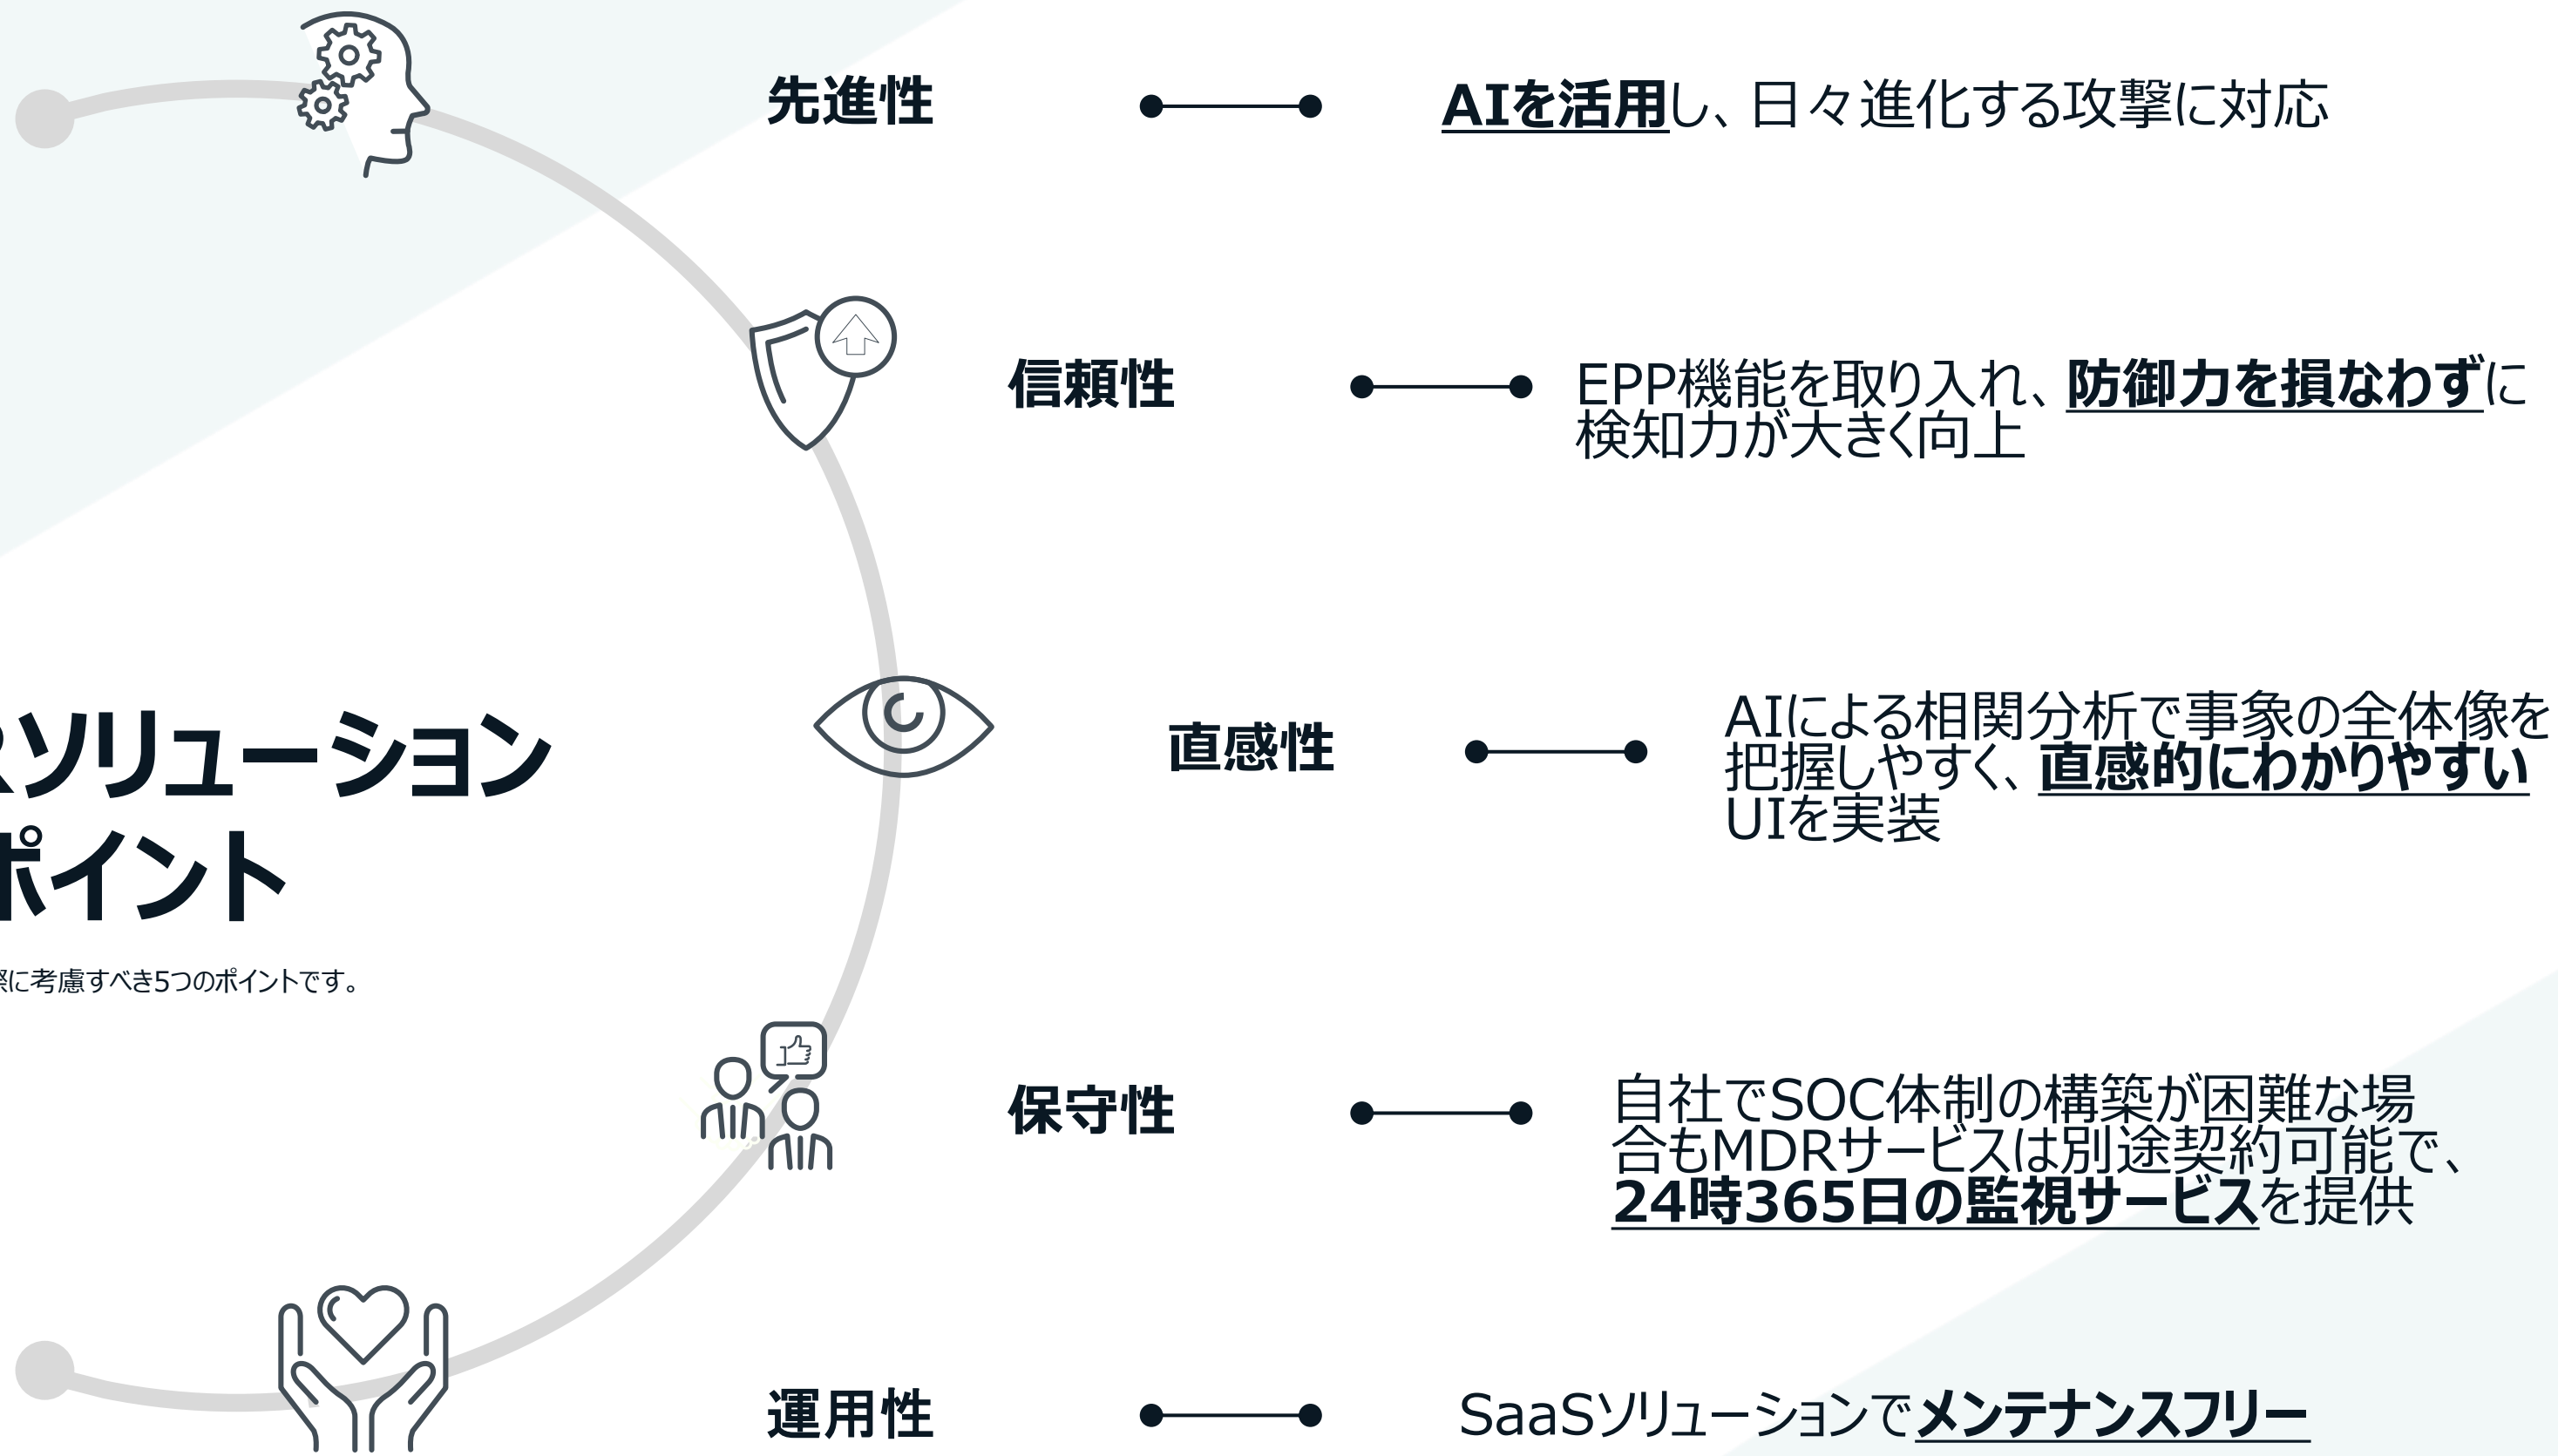 先進性
AIを活用し、日々進化する攻撃に対応
信頼性
EPP機能を取り入れ、防御力を損なわずに
検知力が大きく向上
直感性
AIによる相関分析で事象の全体像を
把握しやすく、直感的にわかりやすい
UIを実装
ソリューション
ポイント
に考慮すべき5つのポイントです。
保守性
自社でSOC体制の構築が困難な場
合もMDRサービスは別途契約可能で、
24時365日の監視サービスを提供
運用性
SaaSソリューションでメンテナンスフリー